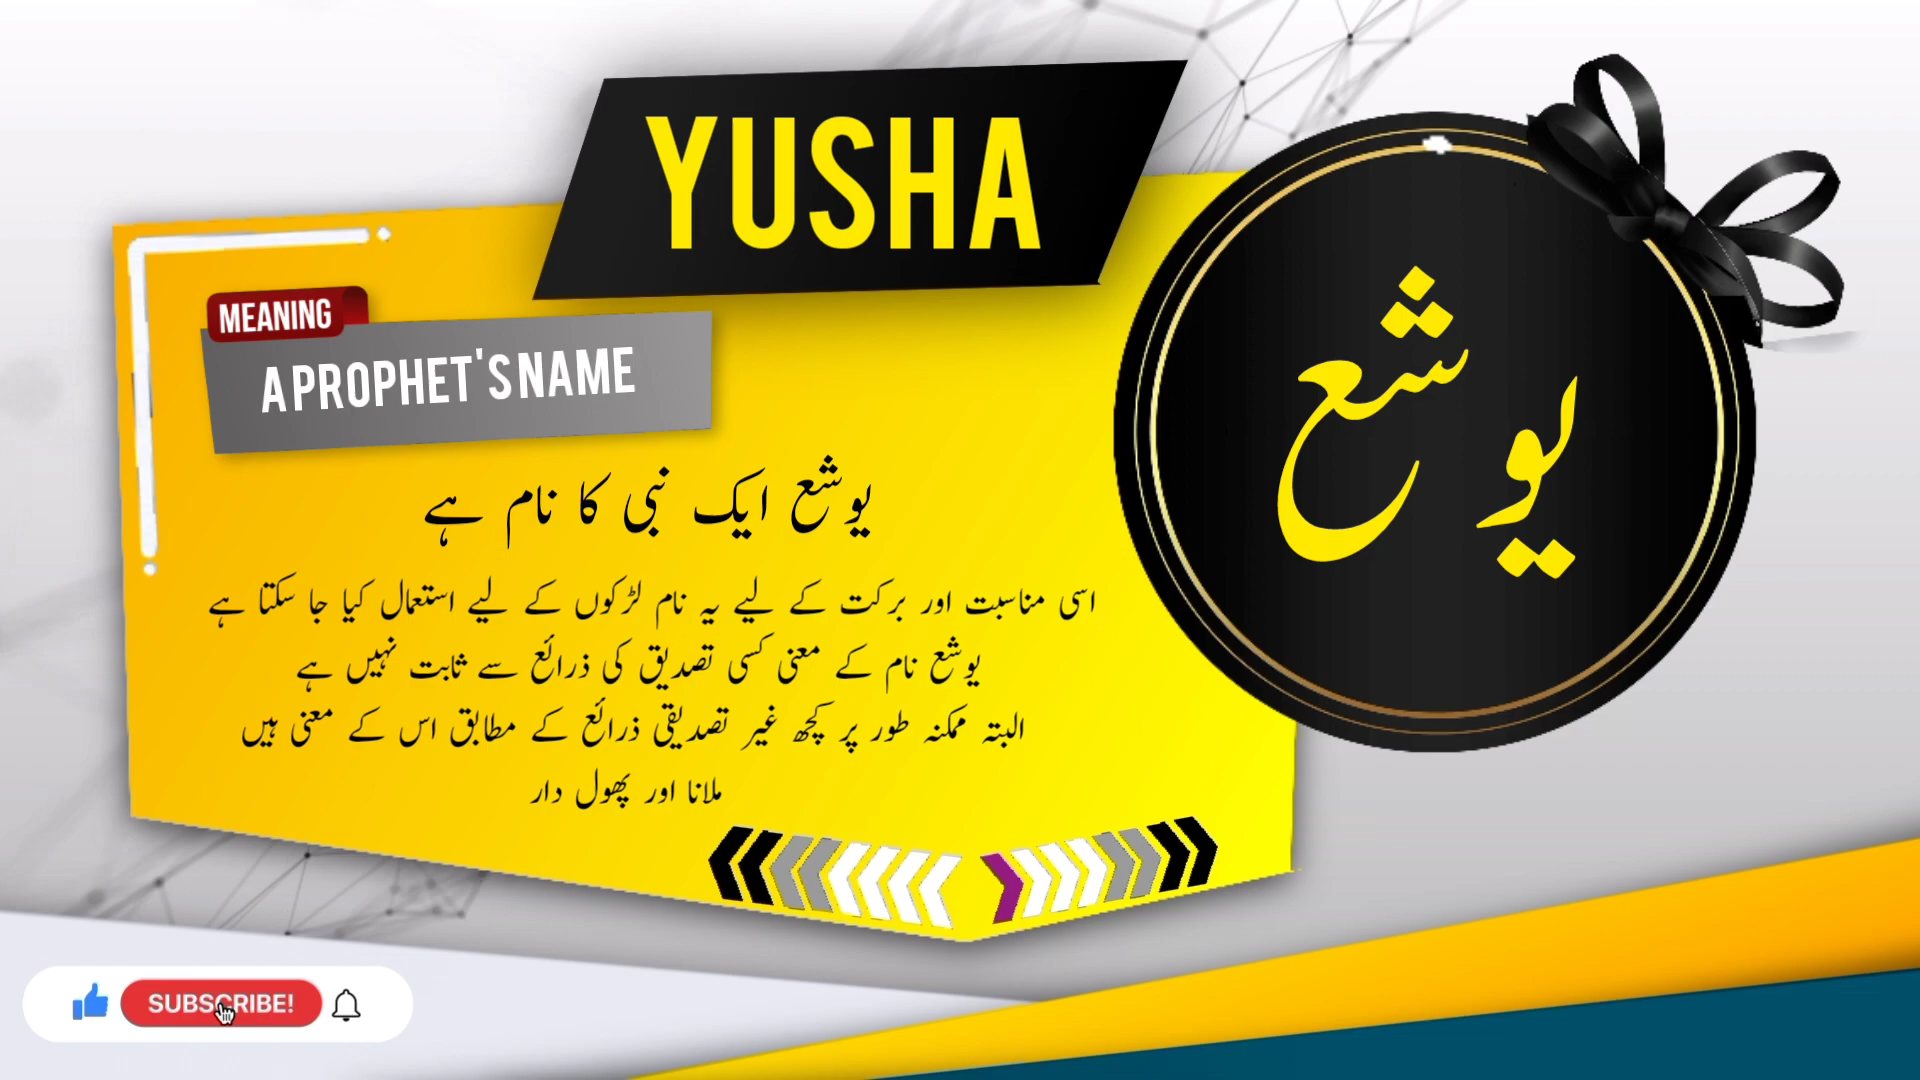 YUSHA
MEANING
A PROPHET'S NAME
یوشع
یوشع ایک نبی کا نام ہے
اسی مناسبت اور برکت کے لیے یہ نام لڑکوں کے لیے استعمال کیا جا سکتا ہے
یوشع نام کے معنی کسی تصدیق کی ذرائع سے ثابت نہیں ہے
البتہ ممکنہ طور پر کچھ غیر تصدیقی ذرائع کے مطابق اس کے معنی ہیں
ملانا اور پھول دار
SUBSCRIBE!